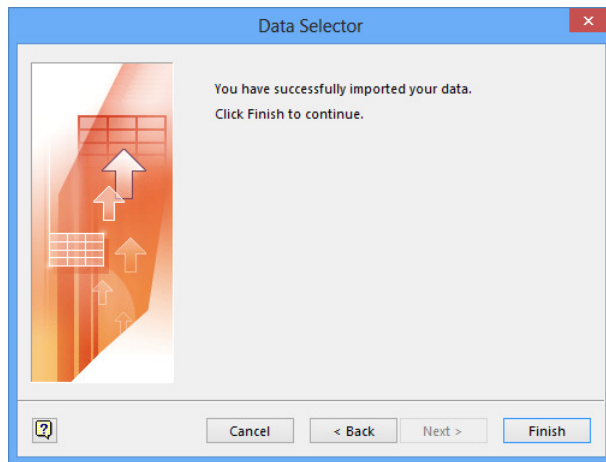 Data Selector
You have successfully imported your data.
Click Finish to continue.
Cancel
< Back
Next >
Finish